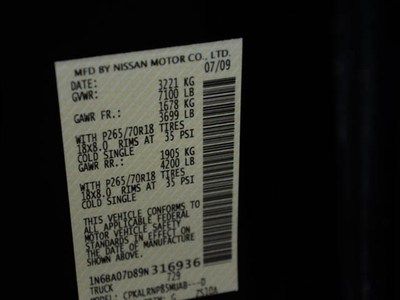 MFD BY NISSAN MOTOR CO., LTD.
DATE: 07/09
GVWR: 3221 KG
7100 LB
GAWR FR.: 1678 KG
3699 LB
WITH P265/70R18 TIRES
18X8.0 RIMS AT 35 PSI
COLD SINGLE
GAWR RR.: 1905 KG
4200 LB
WITH P265/70R18 TIRES
18X8.0 RIMS AT 35 PSI
COLD SINGLE
THIS VEHICLE CONFORMS TO
ALL APPLICABLE FEDERAL
MOTOR VEHICLE SAFETY
STANDARDS IN EFFECT ON
THE DATE OF MANUFACTURE
SHOWN ABOVE.
1N6BA07D89N316936
TRUCK 729
MODEL: CPKALRNP85MUAB---D